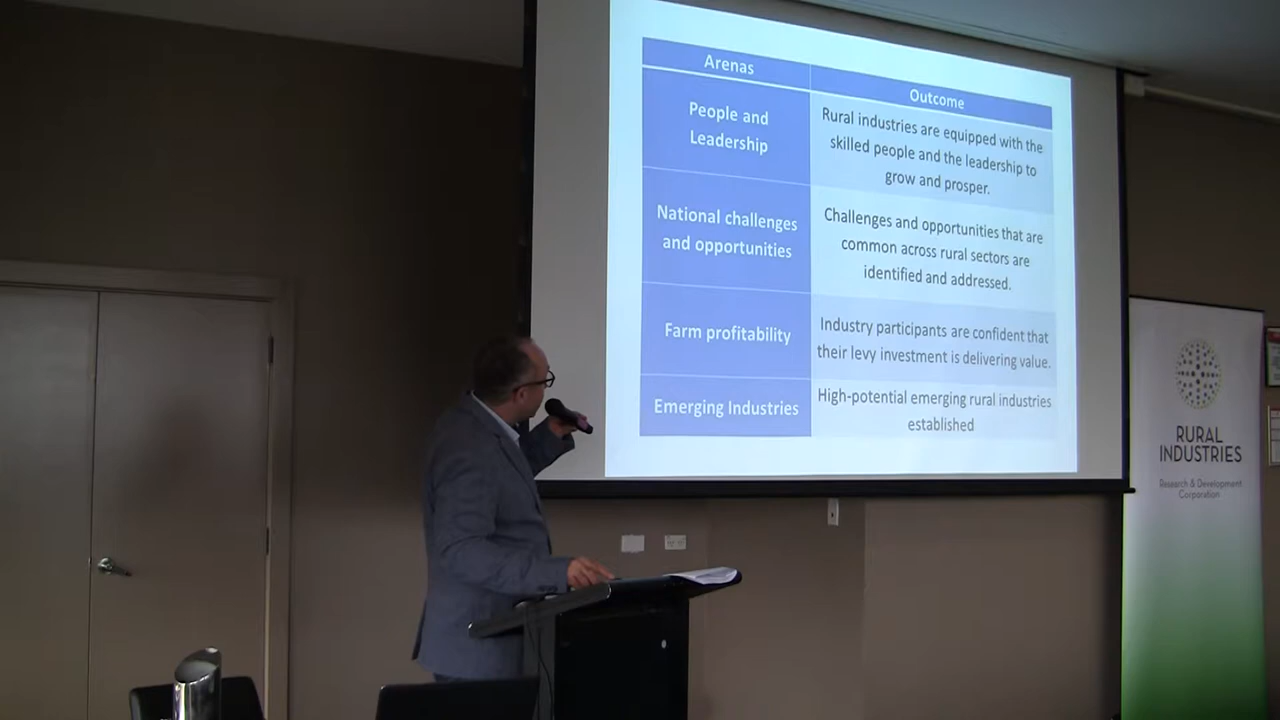 Arenas
Outcome
People and
Leadership
Rural industries are equipped with the
skilled people and the leadership to
grow and prosper.
National challenges
and opportunities
Challenges and opportunities that are
common across rural sectors are
identified and addressed.
Farm profitability
Industry participants are confident that
their levy investment is delivering value.
Emerging Industries
High-potential emerging rural industries
established
RURAL
INDUSTRIES
Research & Development
Corporation